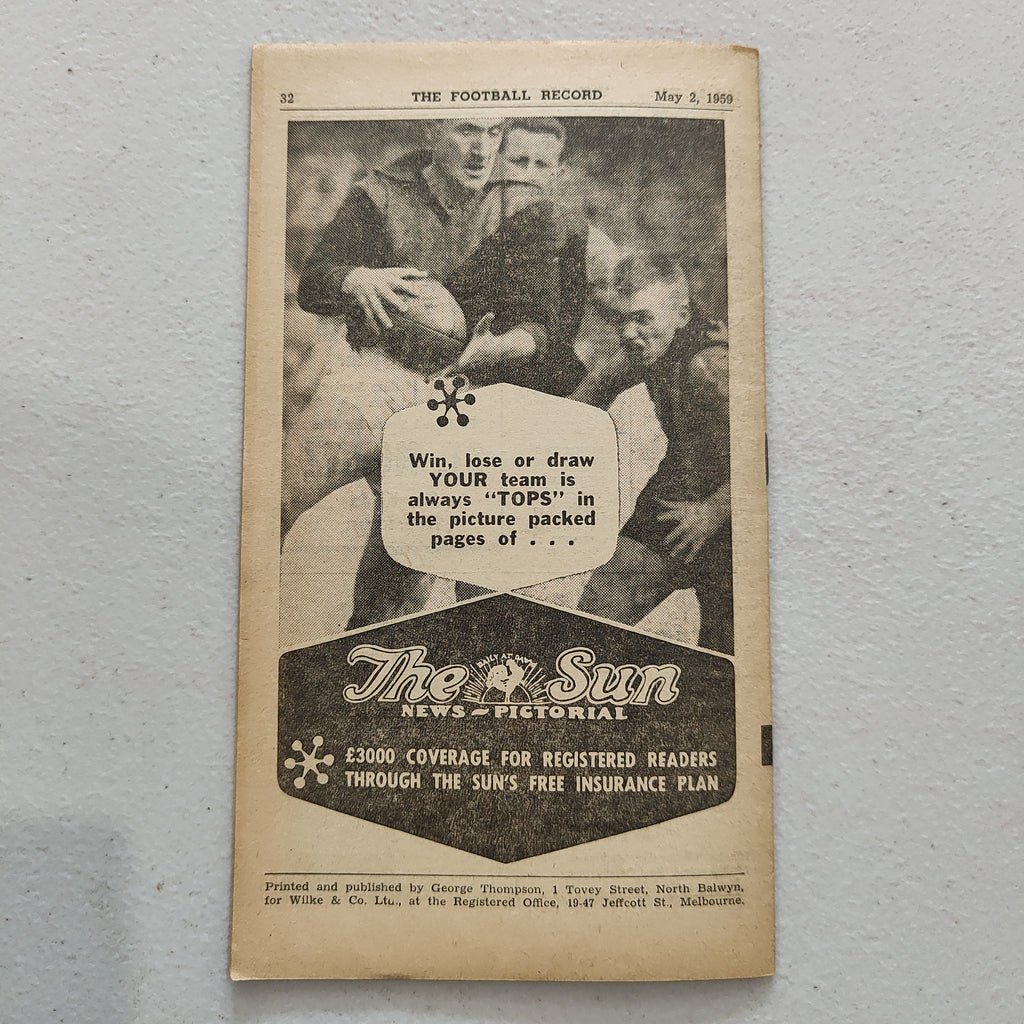 32 THE FOOTBALL RECORD May 2, 1959
Win, lose or draw
YOUR team is
always “TOPS” in
the picture packed
pages of . . .
DAILY AT DAWN
The Sun
NEWS-PICTORIAL
£3000 COVERAGE FOR REGISTERED READERS
THROUGH THE SUN'S FREE INSURANCE PLAN
Printed and published by George Thompson, 1 Tovey Street, North Balwyn,
for Wilke & Co. Ltd., at the Registered Office, 19-47 Jeffcott St., Melbourne.